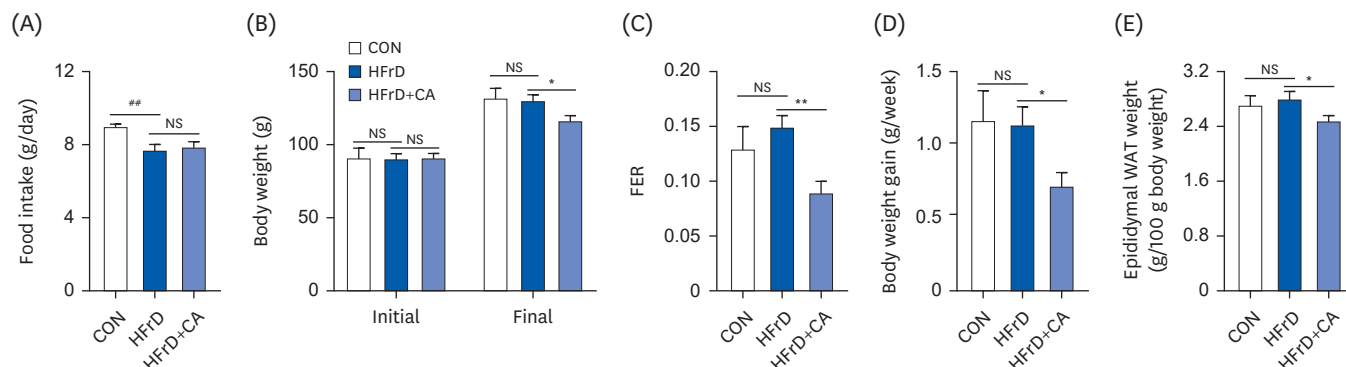 (A)
Food intake (g/day)
12
8
4
0
##
NS
CON
HFrD
HFrD+CA
(B)
Body weight (g)
150
100
50
0
CON
HFrD
HFrD+CA
NS
NS
NS
*
Initial
Final
(C)
FER
0.20
0.15
0.10
0.05
0
NS
**
CON
HFrD
HFrD+CA
(D)
Body weight gain (g/week)
1.5
1.0
0.5
0
NS
*
CON
HFrD
HFrD+CA
(E)
Epididymal WAT weight
(g/100 g body weight)
3.2
2.6
1.6
0.8
0
NS
*
CON
HFrD
HFrD+CA